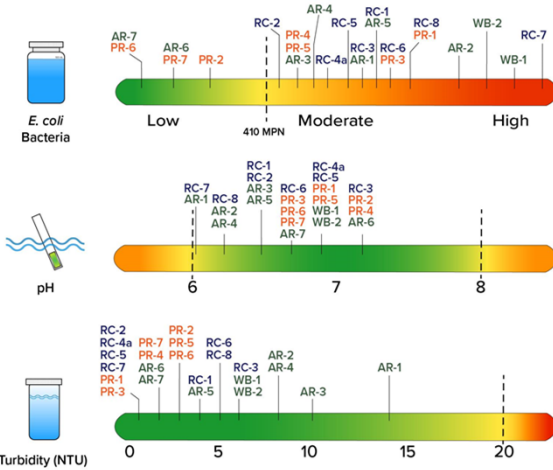 AR-4
RC-1
RC-2 RC-5 AR-5 RC-8 WB-2
AR-7 PR-4 PR-1 RC-7
PR-6 AR-6 PR-5 RC-3 RC-6 AR-2
PR-7 PR-2 AR-3 RC-4a AR-1 PR-3 WB-1
E. coli
Bacteria
Low Moderate High
410 MPN
RC-1 RC-4a
RC-2 RC-5
RC-7 AR-3 RC-6 PR-1 RC-3
AR-1 RC-8 AR-5 PR-3 PR-5 PR-2
AR-2 PR-6 WB-1 PR-4
AR-4 PR-7 WB-2 AR-6
AR-7
pH
6 7 8
RC-2 PR-2
RC-4a PR-7 PR-5 RC-6
RC-5 PR-4 PR-6 RC-8 AR-2
RC-7 AR-6 RC-3 AR-4 AR-1
PR-1 AR-7 RC-1 WB-1
PR-3 AR-5 WB-2 AR-3
Turbidity (NTU)
0 5 10 15 20